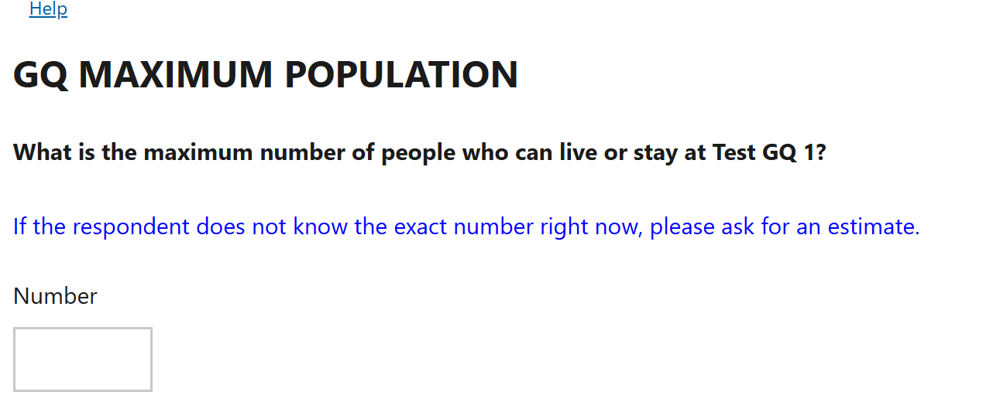 Help
GQ MAXIMUM POPULATION
What is the maximum number of people who can live or stay at Test GQ 1?
If the respondent does not know the exact number right now, please ask for an estimate.
Number